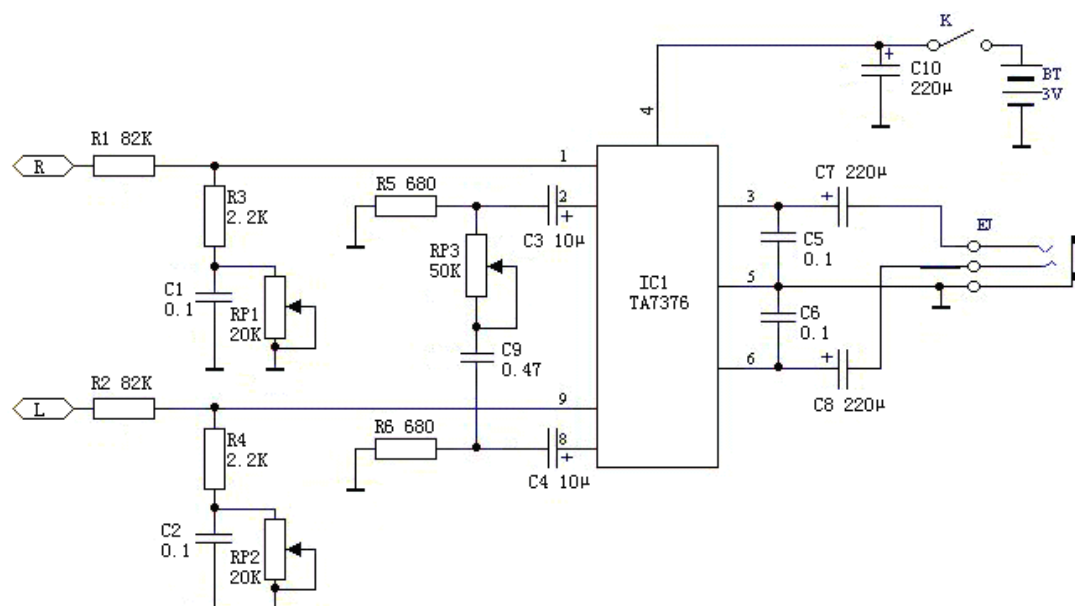 K
C10
220μ
BT
3V
4
R1 82K
R
1
R5 680
2
C3 10μ
R3
2.2K
RP3
50K
C1
0.1
RP1
20K
C9
0.47
IC1
TA7376
3
C7 220μ
+
C5
0.1
EJ
5
C6
0.1
6
+
C8 220μ
R2 82K
L
9
R6 680
8
C4 10μ
+
+
+
R4
2.2K
C2
0.1
RP2
20K